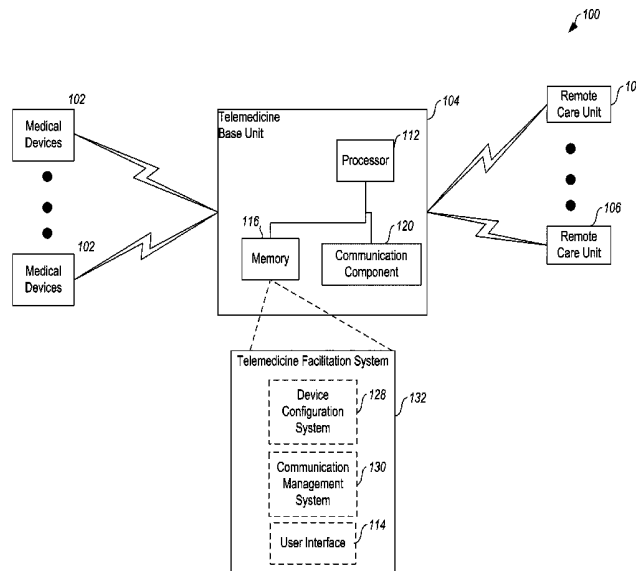 100
102
Medical
Devices
102
Medical
Devices
Telemedicine
Base Unit
104
Processor
112
116
Memory
120
Communication
Component
10
Remote
Care Unit
106
Remote
Care Unit
Telemedicine Facilitation System
132
Device
Configuration
System
128
Communication
Management
System
130
User Interface
114